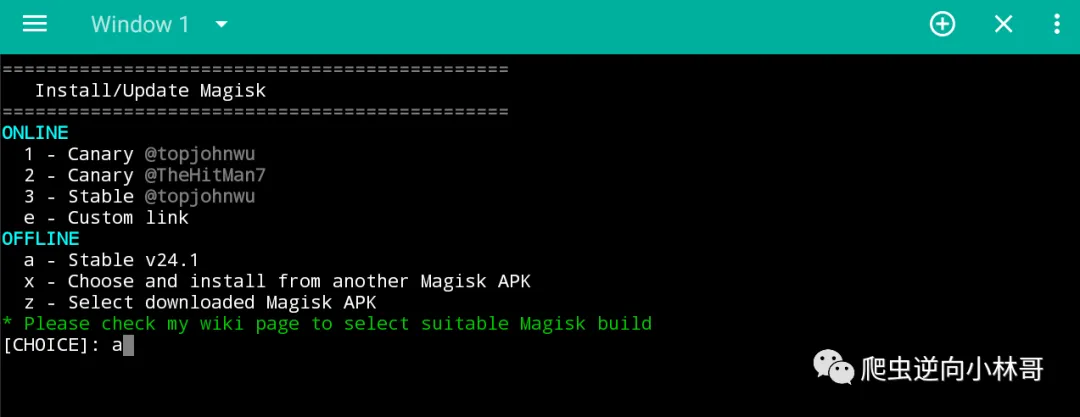 Window 1
==============================================
Install/Update Magisk
==============================================
ONLINE
1 - Canary @topjohnwu
2 - Canary @TheHitMan7
3 - Stable @topjohnwu
e - Custom link
OFFLINE
a - Stable v24.1
x - Choose and install from another Magisk APK
z - Select downloaded Magisk APK
* Please check my wiki page to select suitable Magisk build
[CHOICE]: a
爬虫逆向小林哥